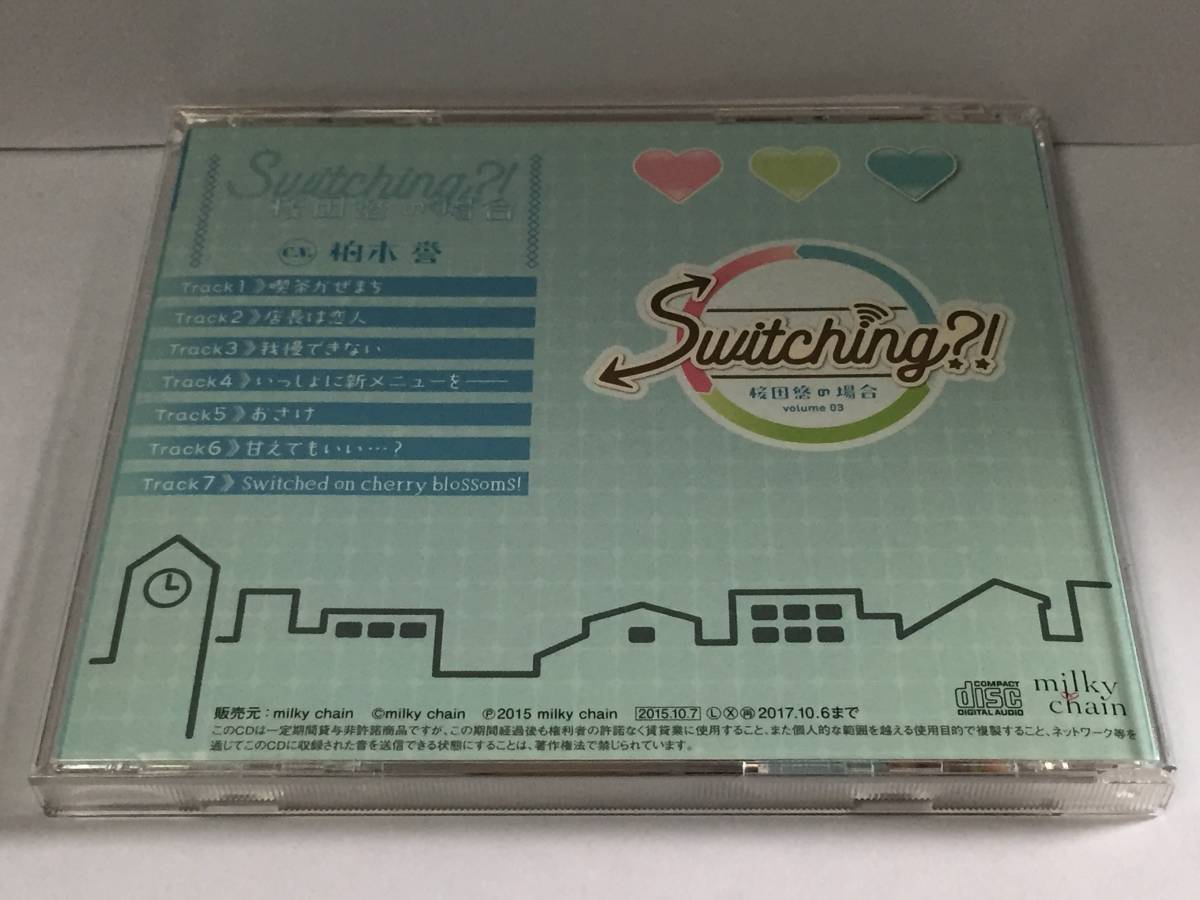 Switching?!
桜田悠の場合
c.v. 柏木誉
Track1》喫茶かぜまち
Track2》店長は恋人
Track3》我慢できない
Track4》いっしょに新メニューを――
Track5》おさけ
Track6》甘えてもいい…?
Track7》Switched on cherry blossoms!
Switching?!
桜田悠の場合
volume 03
COMPACT
disc
DIGITAL AUDIO
milky
chain
販売元:milky chain ©milky chain ℗2015 milky chain 2015.10.7 Ⓛ Ⓧ 2017.10.6まで
このCDは一定期間貸与非許諾商品ですが、この期間経過後も権利者の許諾なく賃貸業に使用すること、また個人的な範囲を越える使用目的で複製すること、ネットワーク等を
通じてこのCDに収録された音を送信できる状態にすることは、著作権法で禁じられています。